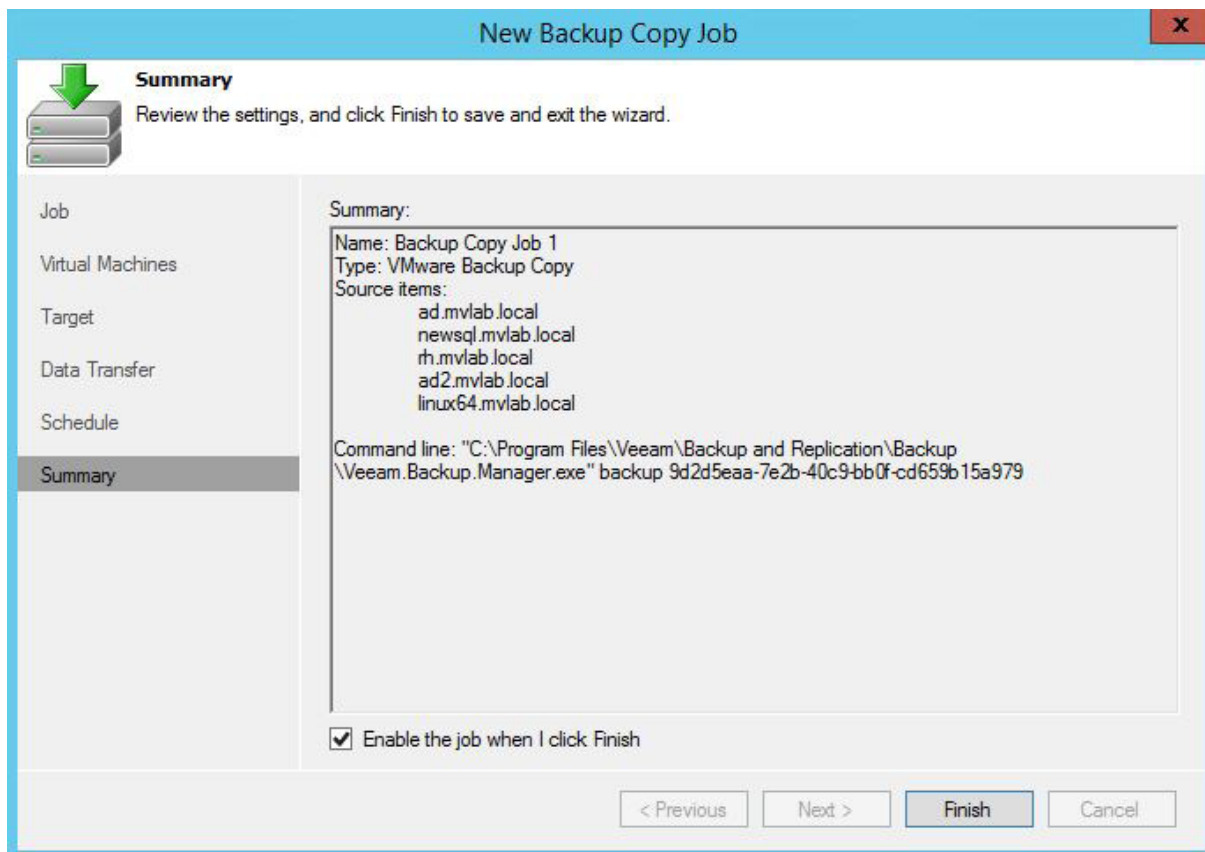 New Backup Copy Job
x
Summary
Review the settings, and click Finish to save and exit the wizard.
Job
Virtual Machines
Target
Data Transfer
Schedule
Summary
Summary:
Name: Backup Copy Job 1
Type: VMware Backup Copy
Source items:
ad.mvlab.local
newsql.mvlab.local
rh.mvlab.local
ad2.mvlab.local
linux64.mvlab.local
Command line: "C:\Program Files\Veeam\Backup and Replication\Backup
\Veeam.Backup.Manager.exe" backup 9d2d5eaa-7e2b-40c9-bb0f-cd659b15a979
Enable the job when I click Finish
< Previous
Next >
Finish
Cancel